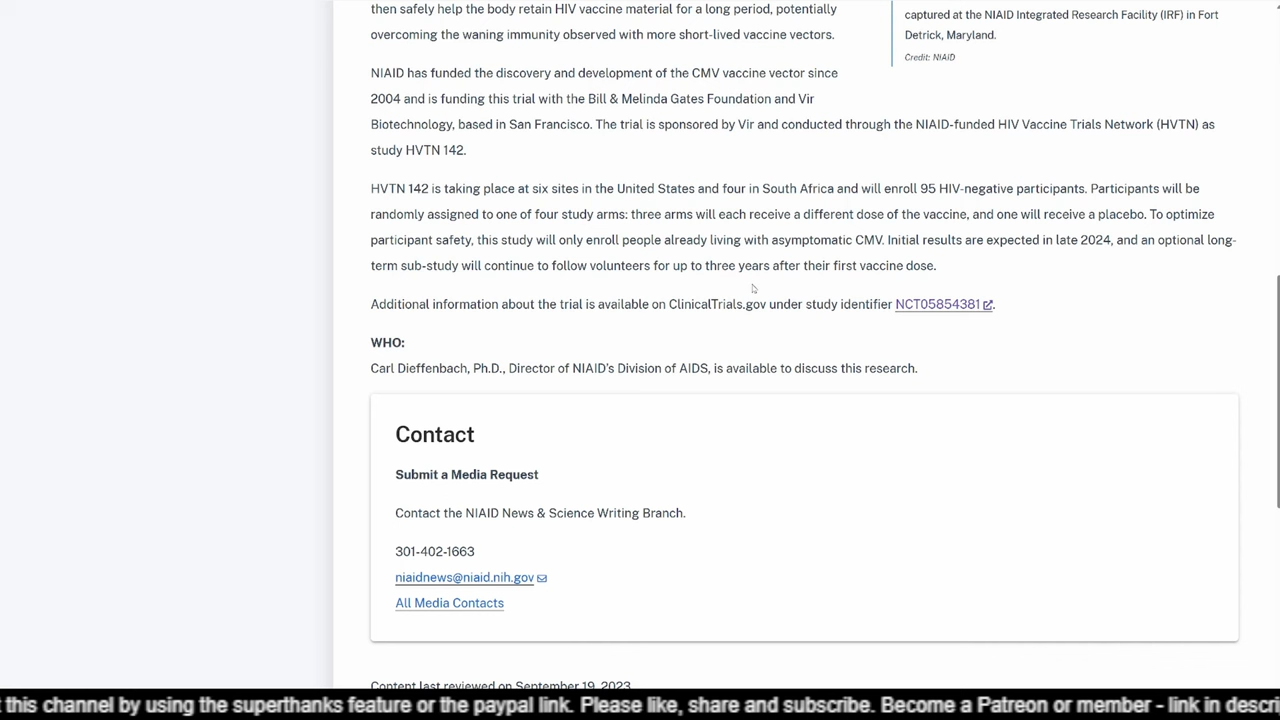 then safely help the body retain HIV vaccine material for a long period, potentially
overcoming the waning immunity observed with more short-lived vaccine vectors.
captured at the NIAID Integrated Research Facility (IRF) in Fort
Detrick, Maryland.
Credit: NIAID
NIAID has funded the discovery and development of the CMV vaccine vector since
2004 and is funding this trial with the Bill & Melinda Gates Foundation and Vir
Biotechnology, based in San Francisco. The trial is sponsored by Vir and conducted through the NIAID-funded HIV Vaccine Trials Network (HVTN) as
study HVTN 142.
HVTN 142 is taking place at six sites in the United States and four in South Africa and will enroll 95 HIV-negative participants. Participants will be
randomly assigned to one of four study arms: three arms will each receive a different dose of the vaccine, and one will receive a placebo. To optimize
participant safety, this study will only enroll people already living with asymptomatic CMV. Initial results are expected in late 2024, and an optional long-
term sub-study will continue to follow volunteers for up to three years after their first vaccine dose.
Additional information about the trial is available on ClinicalTrials.gov under study identifier NCT05854381.
WHO:
Carl Dieffenbach, Ph.D., Director of NIAID's Division of AIDS, is available to discuss this research.
Contact
Submit a Media Request
Contact the NIAID News & Science Writing Branch.
301-402-1663
niaidnews@niaid.nih.gov
All Media Contacts
Content last reviewed on September 19, 2023
this channel by using the superthanks feature or the paypal link. Please like, share and subscribe. Become a Patreon or member - link in descri